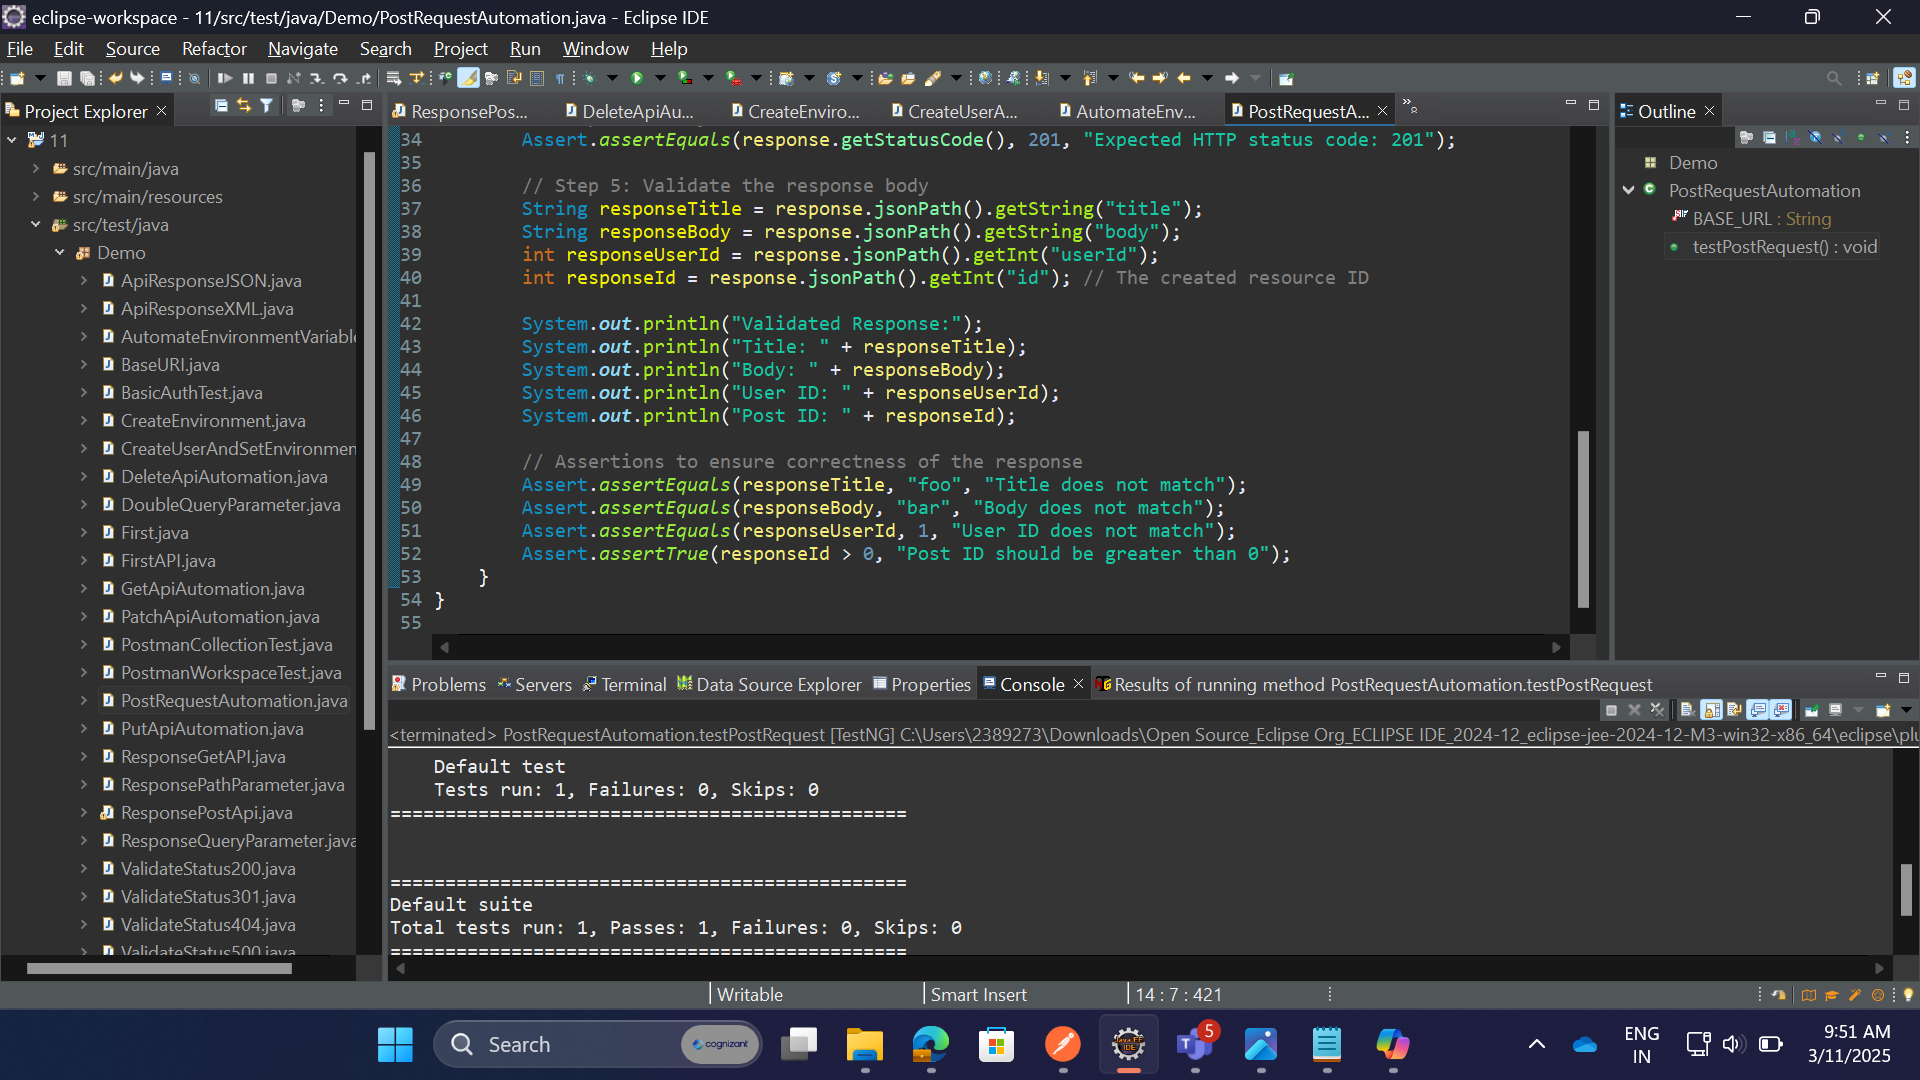 eclipse-workspace - 11/src/test/java/Demo/PostRequestAutomation.java - Eclipse IDE
File Edit Source Refactor Navigate Search Project Run Window Help
Project Explorer
11
src/main/java
src/main/resources
src/test/java
Demo
ApiResponseJSON.java
ApiResponseXML.java
AutomateEnvironmentVariable
BaseURI.java
BasicAuthTest.java
CreateEnvironment.java
CreateUserAndSetEnvironmen
DeleteApiAutomation.java
DoubleQueryParameter.java
First.java
FirstAPI.java
GetApiAutomation.java
PatchApiAutomation.java
PostmanCollectionTest.java
PostmanWorkspaceTest.java
PostRequestAutomation.java
PutApiAutomation.java
ResponseGetAPI.java
ResponsePathParameter.java
ResponsePostApi.java
ResponseQueryParameter.java
ValidateStatus200.java
ValidateStatus301.java
ValidateStatus404.java
ValidateStatus500.java
ResponsePos... DeleteApiAu... CreateEnviro... CreateUserA... AutomateEnv... PostRequestA...
34 Assert.assertEquals(response.getStatusCode(), 201, "Expected HTTP status code: 201");
35
36 // Step 5: Validate the response body
37 String responseTitle = response.jsonPath().getString("title");
38 String responseBody = response.jsonPath().getString("body");
39 int responseUserId = response.jsonPath().getInt("userId");
40 int responseId = response.jsonPath().getInt("id"); // The created resource ID
41
42 System.out.println("Validated Response:");
43 System.out.println("Title: " + responseTitle);
44 System.out.println("Body: " + responseBody);
45 System.out.println("User ID: " + responseUserId);
46 System.out.println("Post ID: " + responseId);
47
48 // Assertions to ensure correctness of the response
49 Assert.assertEquals(responseTitle, "foo", "Title does not match");
50 Assert.assertEquals(responseBody, "bar", "Body does not match");
51 Assert.assertEquals(responseUserId, 1, "User ID does not match");
52 Assert.assertTrue(responseId > 0, "Post ID should be greater than 0");
53 }
54 }
55
Outline
Demo
PostRequestAutomation
BASE_URL : String
testPostRequest() : void
Problems Servers Terminal Data Source Explorer Properties Console Results of running method PostRequestAutomation.testPostRequest
<terminated> PostRequestAutomation.testPostRequest [TestNG] C:\Users\2389273\Downloads\Open Source_Eclipse Org_ECLIPSE IDE_2024-12_eclipse-jee-2024-12-M3-win32-x86_64\eclipse\plu
Default test
Tests run: 1, Failures: 0, Skips: 0
===============================================
===============================================
Default suite
Total tests run: 1, Passes: 1, Failures: 0, Skips: 0
===============================================
Writable Smart Insert 14 : 7 : 421
Search
cognizant
5
ENG
IN
9:51 AM
3/11/2025